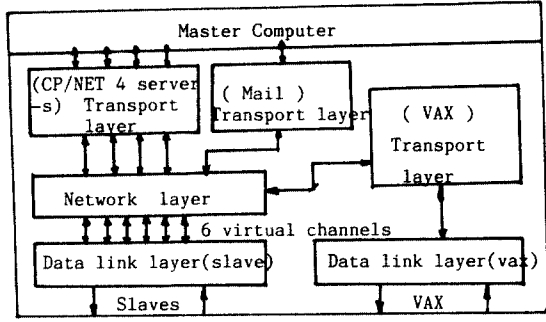 Master Computer
(CP/NET 4 server
-s) Transport
layer
( Mail )
Transport layer
( VAX )
Transport
layer
Network layer
6 virtual channels
Data link layer(slave)
Data link layer(vax)
Slaves
VAX